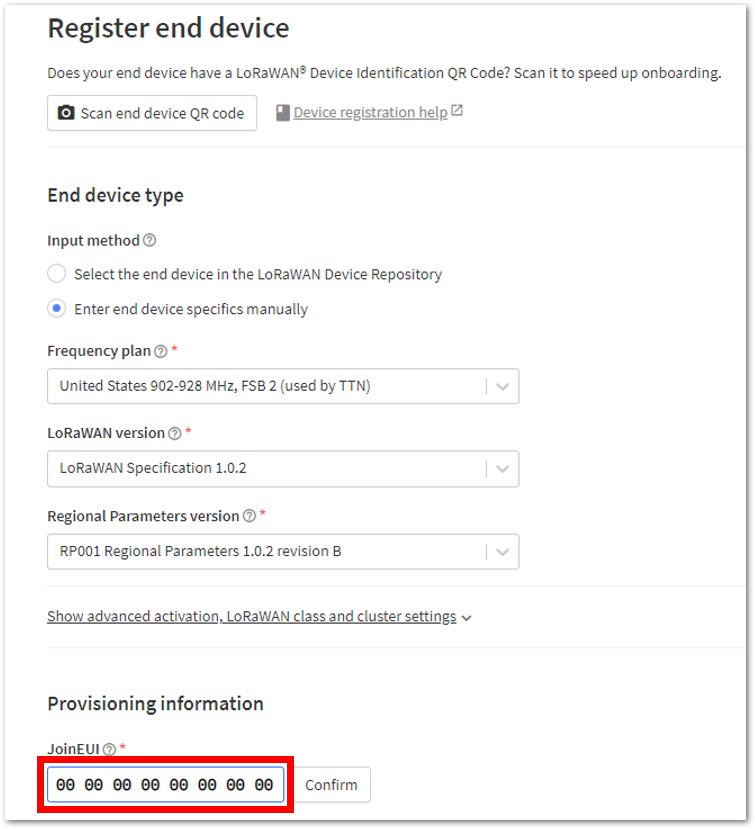 Register end device
Does your end device have a LoRaWAN® Device Identification QR Code? Scan it to speed up onboarding.
Scan end device QR code Device registration help
End device type
Input method
Select the end device in the LoRaWAN Device Repository
Enter end device specifics manually
Frequency plan *
United States 902-928 MHz, FSB 2 (used by TTN)
LoRaWAN version *
LoRaWAN Specification 1.0.2
Regional Parameters version *
RP001 Regional Parameters 1.0.2 revision B
Show advanced activation, LoRaWAN class and cluster settings
Provisioning information
JoinEUI *
00 00 00 00 00 00 00 00 Confirm